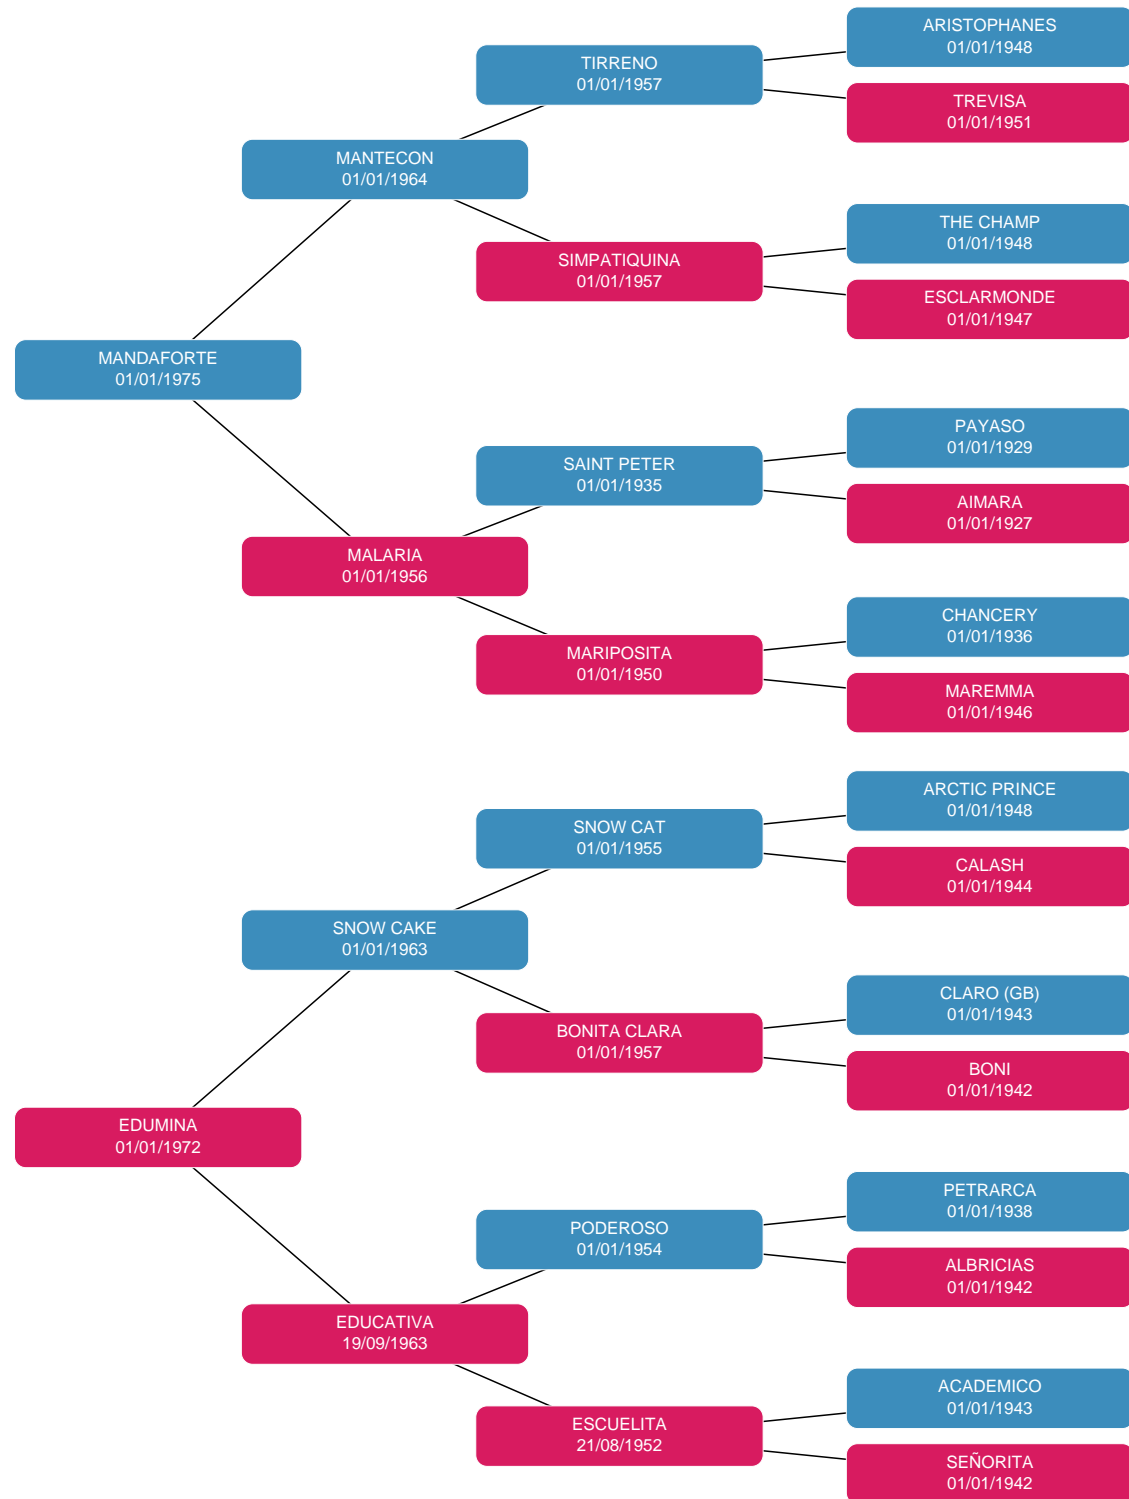 ARISTOPHANES
01/01/1948
TIRRENO
01/01/1957
TREVISA
01/01/1951
MANTECON
01/01/1964
THE CHAMP
01/01/1948
SIMPATIQUINA
01/01/1957
ESCLARMONDE
01/01/1947
MANDAFORTE
01/01/1975
PAYASO
01/01/1929
SAINT PETER
01/01/1935
AIMARA
01/01/1927
MALARIA
01/01/1956
CHANCERY
01/01/1936
MARIPOSITA
01/01/1950
MAREMMA
01/01/1946
ARCTIC PRINCE
01/01/1948
SNOW CAT
01/01/1955
CALASH
01/01/1944
SNOW CAKE
01/01/1963
CLARO (GB)
01/01/1943
BONITA CLARA
01/01/1957
BONI
01/01/1942
EDUMINA
01/01/1972
PETRARCA
01/01/1938
PODEROSO
01/01/1954
ALBRICIAS
01/01/1942
EDUCATIVA
19/09/1963
ACADEMICO
01/01/1943
ESCUELITA
21/08/1952
SEÑORITA
01/01/1942